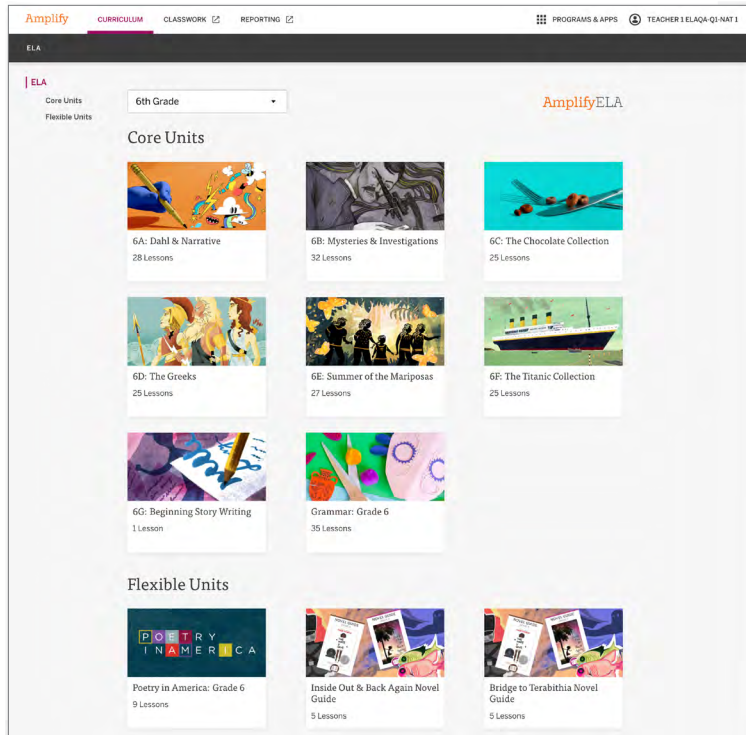 Amplify CURRICULUM CLASSWORK REPORTING PROGRAMS & APPS TEACHER 1 ELAQA-Q1-NAT 1
ELA
ELA
Core Units
Flexible Units
6th Grade
AmplifyELA
Core Units
6A: Dahl & Narrative
28 Lessons
6B: Mysteries & Investigations
32 Lessons
6C: The Chocolate Collection
25 Lessons
6D: The Greeks
25 Lessons
6E: Summer of the Mariposas
27 Lessons
6F: The Titanic Collection
25 Lessons
6G: Beginning Story Writing
1 Lesson
Grammar: Grade 6
35 Lessons
Flexible Units
POETRY
IN AMERICA
Poetry in America: Grade 6
9 Lessons
Inside Out & Back Again Novel
Guide
5 Lessons
Bridge to Terabithia Novel
Guide
5 Lessons